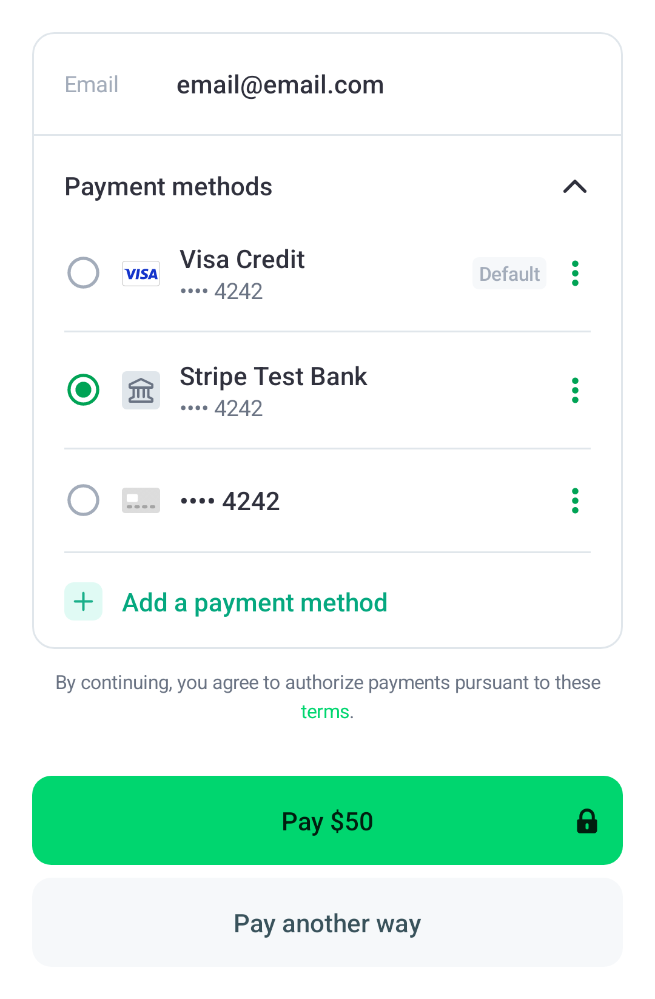 Email email@email.com
Payment methods
VISA Visa Credit Default
•••• 4242
Stripe Test Bank
•••• 4242
•••• 4242
Add a payment method
By continuing, you agree to authorize payments pursuant to these
terms.
Pay $50
Pay another way